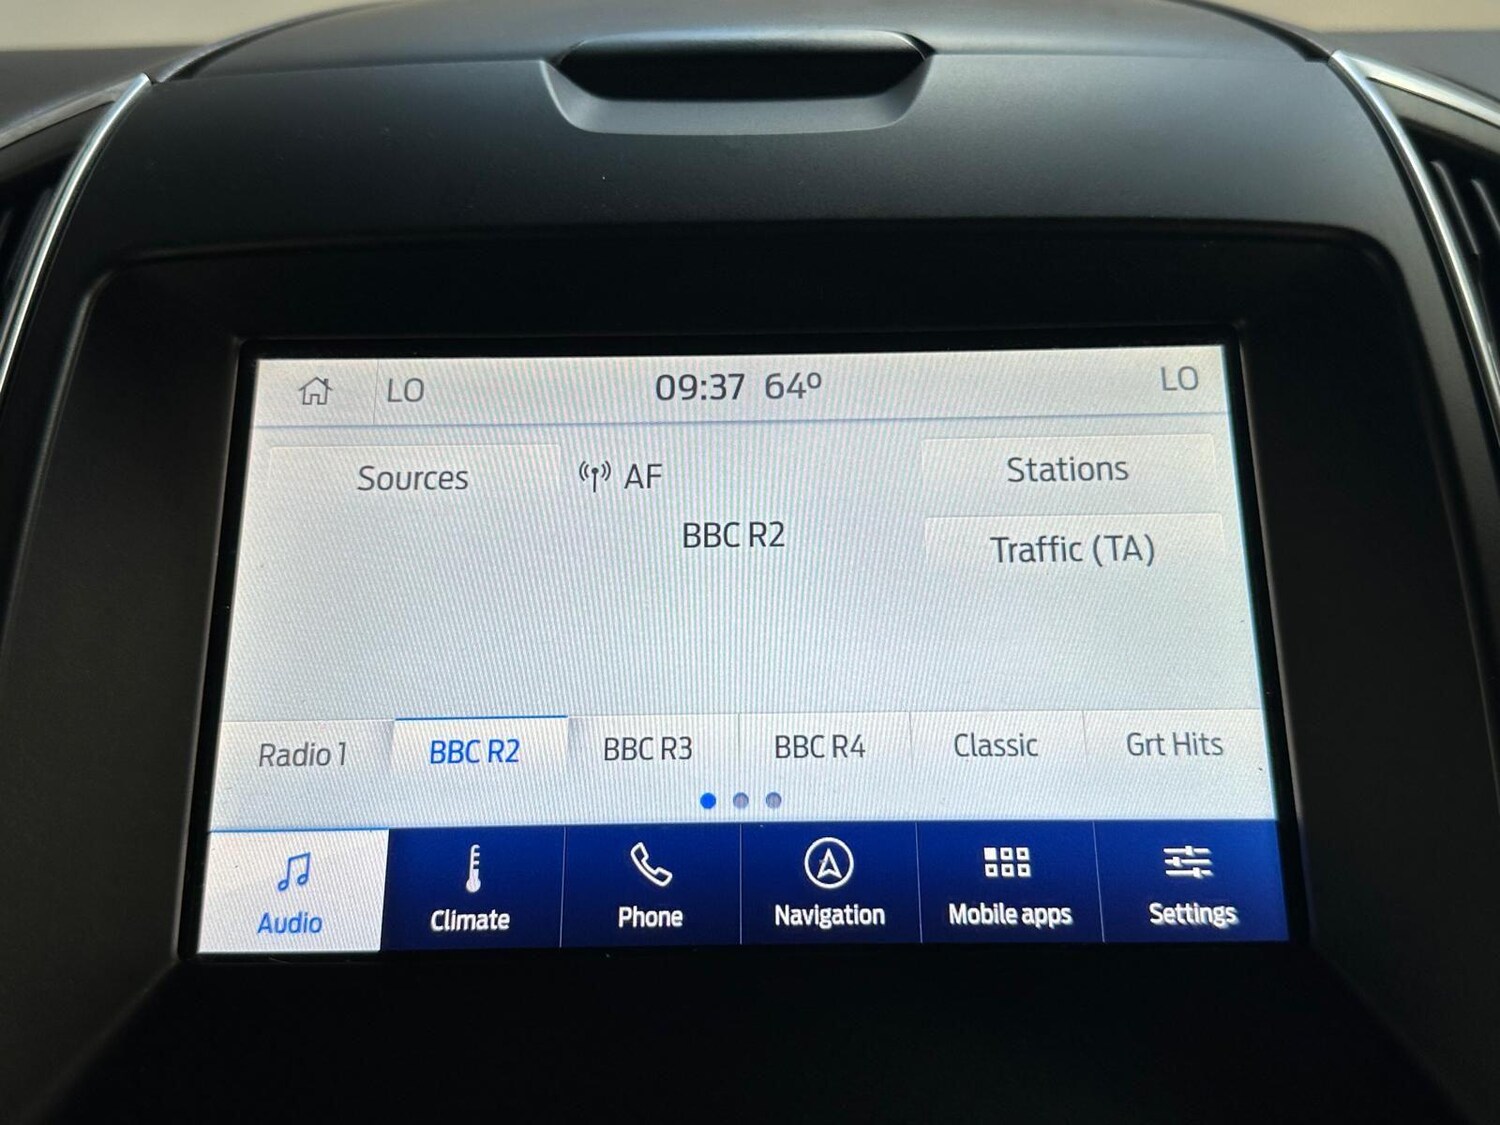 LO 09:37 64º LO
Sources AF Stations
BBC R2
Traffic (TA)
Radio 1 BBC R2 BBC R3 BBC R4 Classic Grt Hits
Audio Climate Phone Navigation Mobile apps Settings